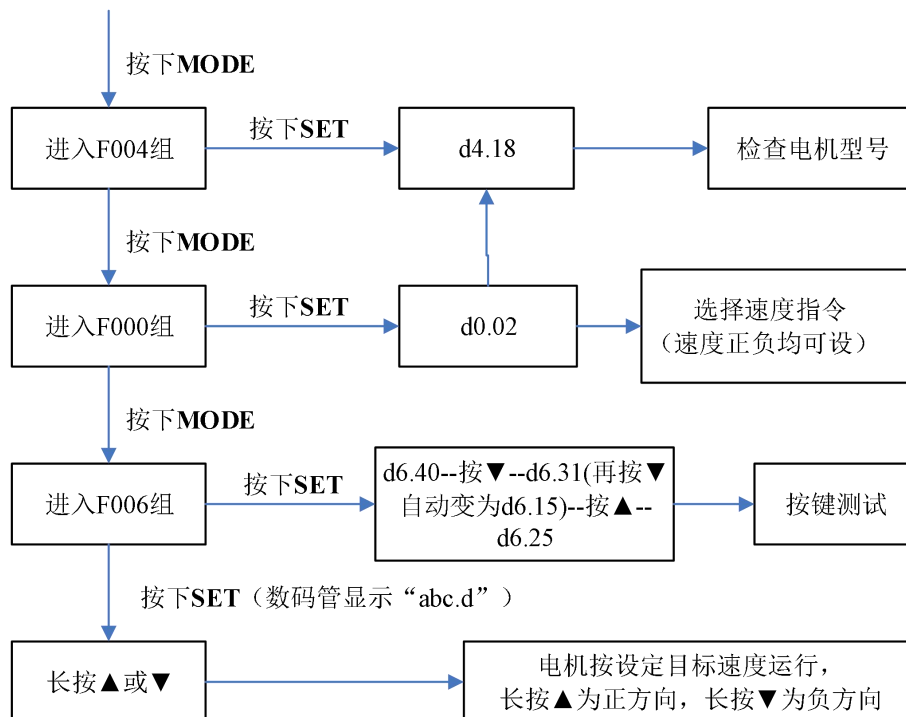 按下MODE
进入F004组
按下SET
d4.18
检查电机型号
按下MODE
进入F000组
按下SET
d0.02
选择速度指令
（速度正负均可设）
按下MODE
进入F006组
按下SET
d6.40--按▼--d6.31(再按▼
自动变为d6.15)--按▲--
d6.25
按键测试
按下SET（数码管显示“abc.d”）
长按▲或▼
电机按设定目标速度运行，
长按▲为正方向，长按▼为负方向